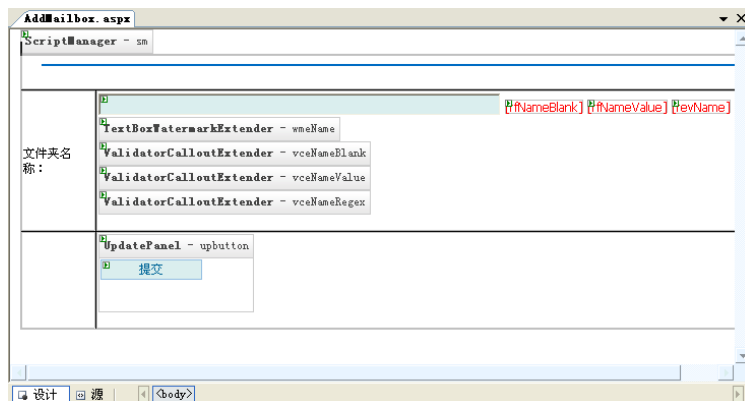 AddMailbox.aspx
ScriptManager - sm
[rfNameBlank] [rfNameValue] [revName]
TextBoxWatermarkExtender - wmeName
文件夹名
称：
ValidatorCalloutExtender - vceNameBlank
ValidatorCalloutExtender - vceNameValue
ValidatorCalloutExtender - vceNameRegex
UpdatePanel - upbutton
提交
设计 源 <body>